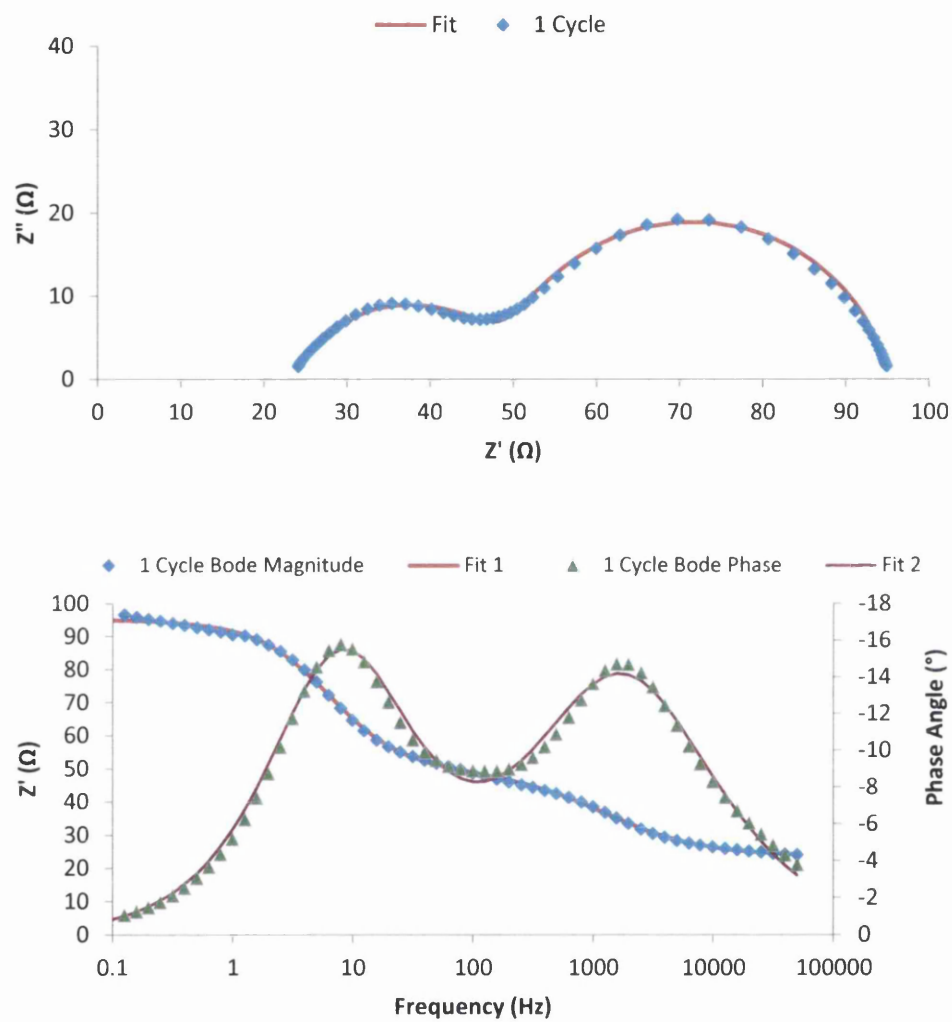 Fit 1 Cycle
40
30
20
10
0
Z" (Ω)
0 10 20 30 40 50 60 70 80 90 100
Z' (Ω)
1 Cycle Bode Magnitude Fit 1 1 Cycle Bode Phase Fit 2
100 -18
90 -16
80 -14
70 -12
60 -10
50 -8
40 -6
30 -4
20 -2
10 0
0
Z' (Ω)
Phase Angle (°)
0.1 1 10 100 1000 10000 100000
Frequency (Hz)